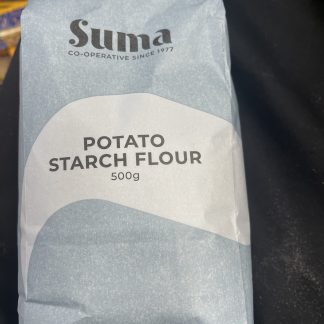 Suma
CO-OPERATIVE SINCE 1977
POTATO
STARCH FLOUR
500g